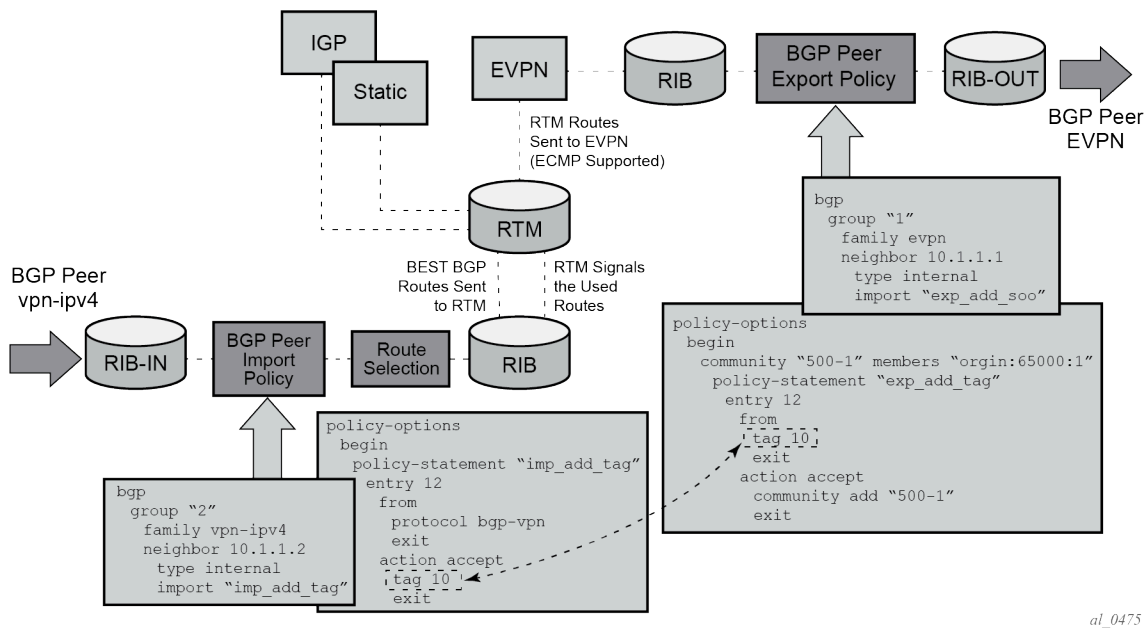 IGP
Static
EVPN
RIB
BGP Peer
Export Policy
RIB-OUT
BGP Peer
EVPN
RTM Routes
Sent to EVPN
(ECMP Supported)
RTM
BEST BGP
Routes Sent
to RTM
RTM Signals
the Used
Routes
BGP Peer
vpn-ipv4
RIB-IN
BGP Peer
Import
Policy
Route
Selection
RIB
bgp
group “1”
family evpn
neighbor 10.1.1.1
type internal
import “exp_add_soo”
policy-options
begin
community “500-1” members “orgin:65000:1”
policy-statement “exp_add_tag”
entry 12
from
tag 10
exit
action accept
community add “500-1”
exit
policy-options
begin
policy-statement “imp_add_tag”
entry 12
from
protocol bgp-vpn
exit
action accept
tag 10
exit
bgp
group “2”
family vpn-ipv4
neighbor 10.1.1.2
type internal
import “imp_add_tag”
al_0475